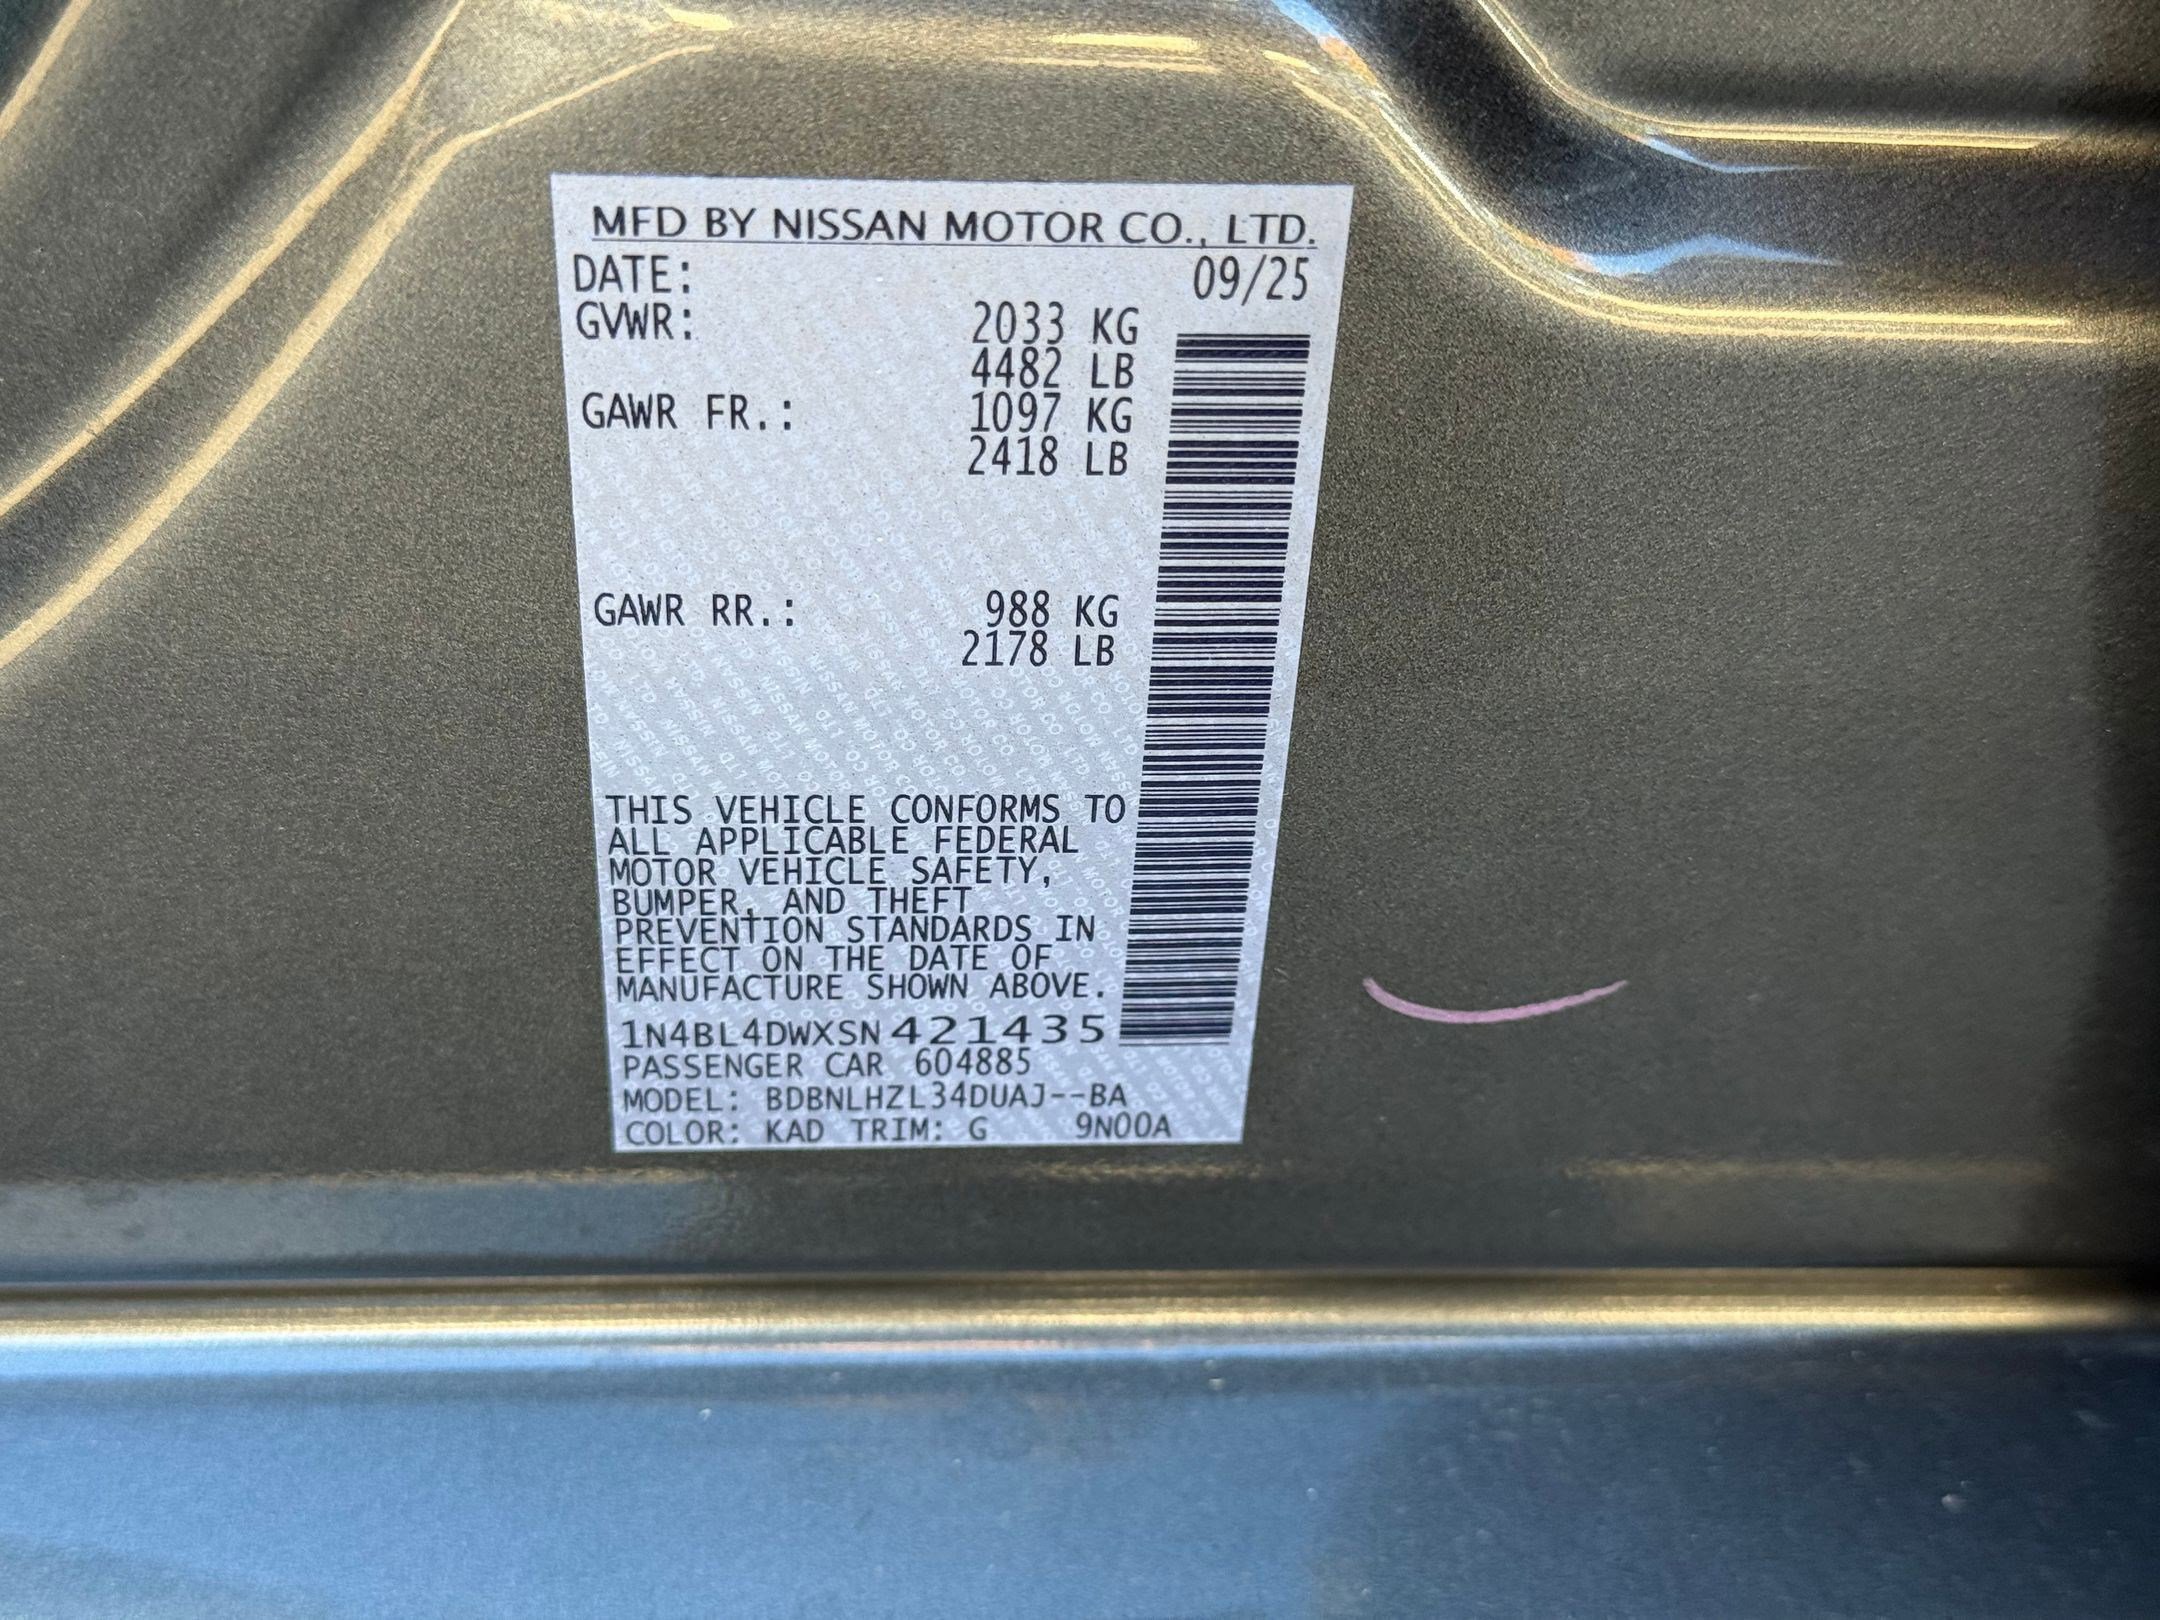 MFD BY NISSAN MOTOR CO., LTD.
DATE: 09/25
GVWR: 2033 KG
4482 LB
GAWR FR.: 1097 KG
2418 LB
GAWR RR.: 988 KG
2178 LB
THIS VEHICLE CONFORMS TO
ALL APPLICABLE FEDERAL
MOTOR VEHICLE SAFETY,
BUMPER, AND THEFT
PREVENTION STANDARDS IN
EFFECT ON THE DATE OF
MANUFACTURE SHOWN ABOVE.
1N4BL4DWXSN421435
PASSENGER CAR 604885
MODEL: BDBNLHZL34DUAJ--BA
COLOR: KAD TRIM: G 9N00A